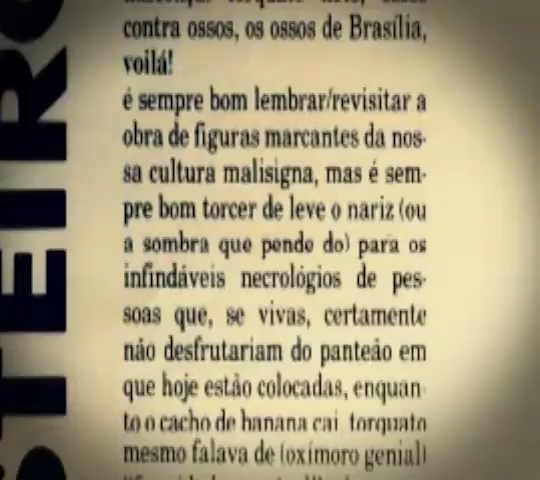 contra ossos, os ossos de Brasília,
voilá!
é sempre bom lembrar/revisitar a
obra de figuras marcantes da nos-
sa cultura malisigna, mas é sem-
pre bom torcer de leve o nariz (ou
a sombra que pende do) para os
infindáveis necrológios de pes-
soas que, se vivas, certamente
não desfrutariam do panteão em
que hoje estão colocadas, enquan-
to o cacho de banana cai. torquato
mesmo falava de (oxímoro genial)
STEIRO